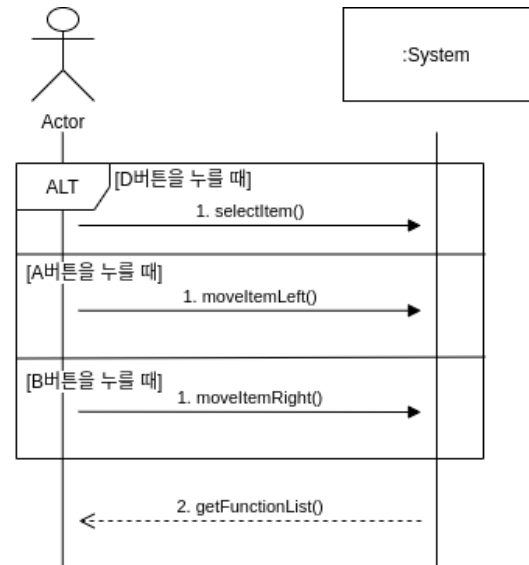 :System
Actor
ALT
[D버튼을 누를 때]
1. selectItem()
[A버튼을 누를 때]
1. moveItemLeft()
[B버튼을 누를 때]
1. moveItemRight()
2. getFunctionList()